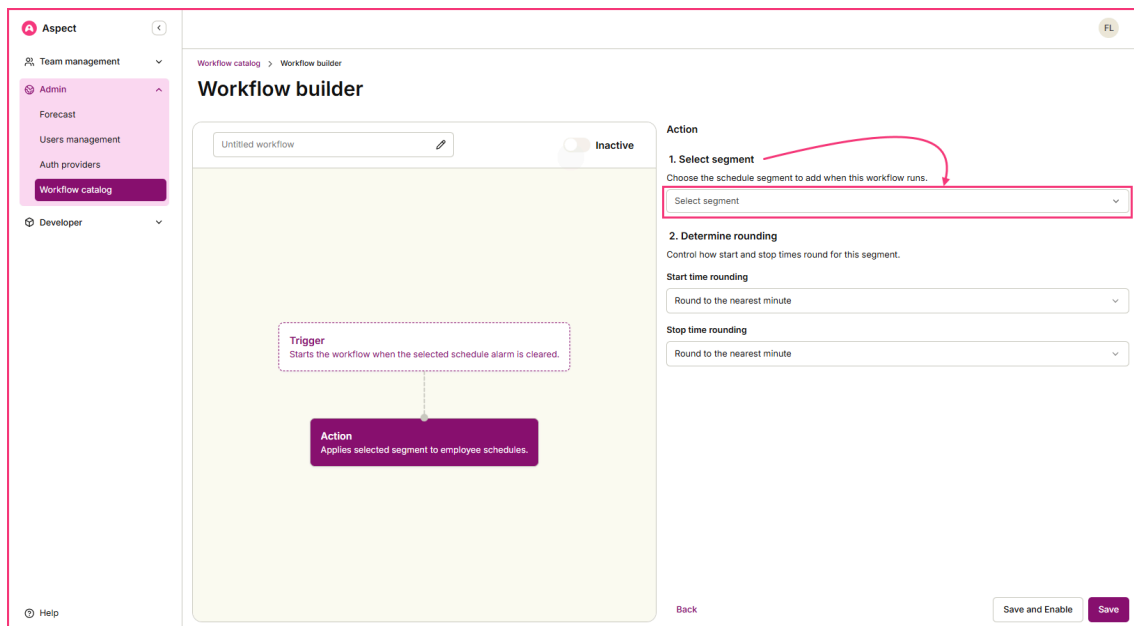 Aspect
FL
Team management
Admin
Forecast
Users management
Auth providers
Workflow catalog
Developer
Help
Workflow catalog > Workflow builder
Workflow builder
Untitled workflow
Inactive
Trigger
Starts the workflow when the selected schedule alarm is cleared.
Action
Applies selected segment to employee schedules.
Action
1. Select segment
Choose the schedule segment to add when this workflow runs.
Select segment
2. Determine rounding
Control how start and stop times round for this segment.
Start time rounding
Round to the nearest minute
Stop time rounding
Round to the nearest minute
Back
Save and Enable
Save